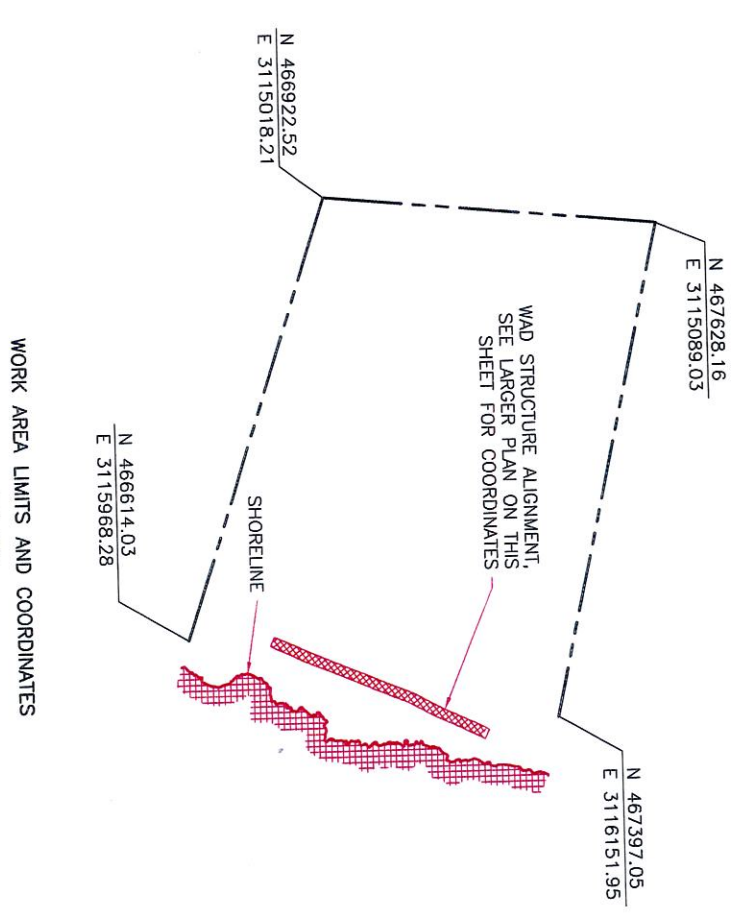 N 467628.16
E 3115089.03
N 467397.05
E 3116151.95
WAD STRUCTURE ALIGNMENT,
SEE LARGER PLAN ON THIS
SHEET FOR COORDINATES
N 466922.52
E 3115018.21
SHORELINE
N 466614.03
E 3115968.28
WORK AREA LIMITS AND COORDINATES